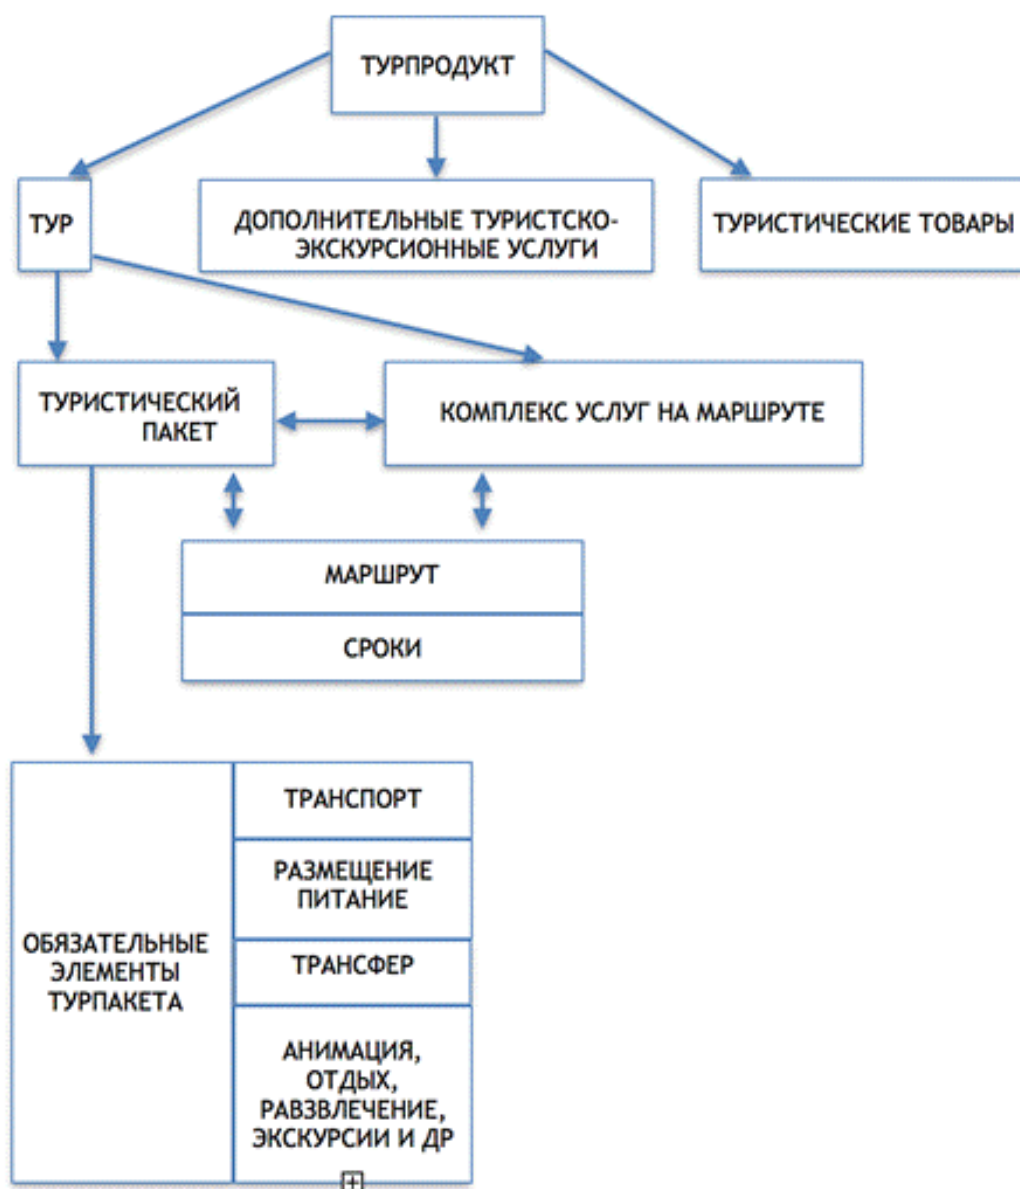 ТУРПРОДУКТ
ТУР
ДОПОЛНИТЕЛЬНЫЕ ТУРИСТСКО-
ЭКСКУРСИОННЫЕ УСЛУГИ
ТУРИСТИЧЕСКИЕ ТОВАРЫ
ТУРИСТИЧЕСКИЙ
ПАКЕТ
КОМПЛЕКС УСЛУГ НА МАРШРУТЕ
МАРШРУТ
СРОКИ
ОБЯЗАТЕЛЬНЫЕ
ЭЛЕМЕНТЫ
ТУРПАКЕТА
ТРАНСПОРТ
РАЗМЕЩЕНИЕ
ПИТАНИЕ
ТРАНСФЕР
АНИМАЦИЯ,
ОТДЫХ,
РАВЗВЛЕЧЕНИЕ,
ЭКСКУРСИИ И ДР